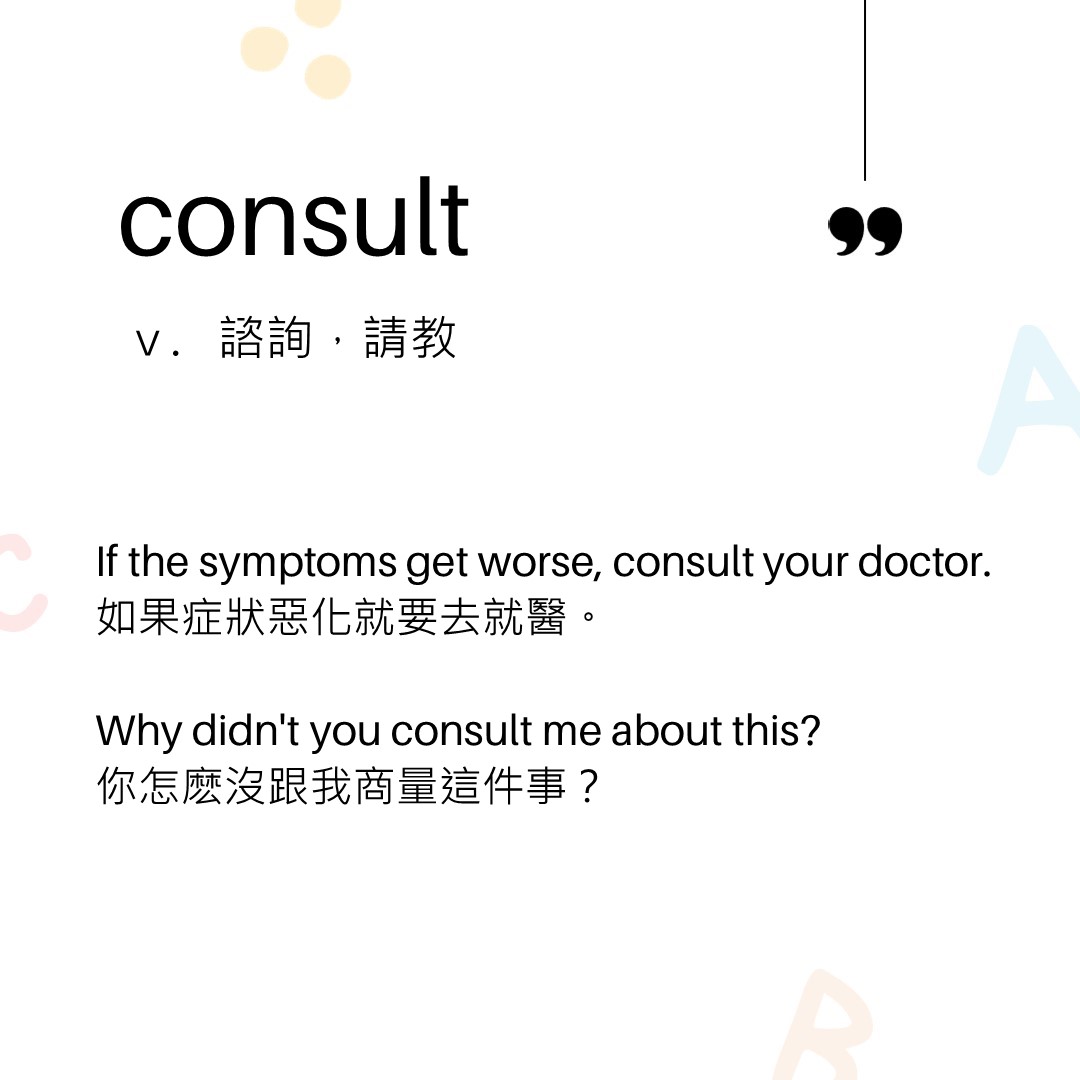 consult
”
v. 諮詢，請教
If the symptoms get worse, consult your doctor.
如果症狀惡化就要去就醫。
Why didn't you consult me about this?
你怎麽沒跟我商量這件事？
A
C
B